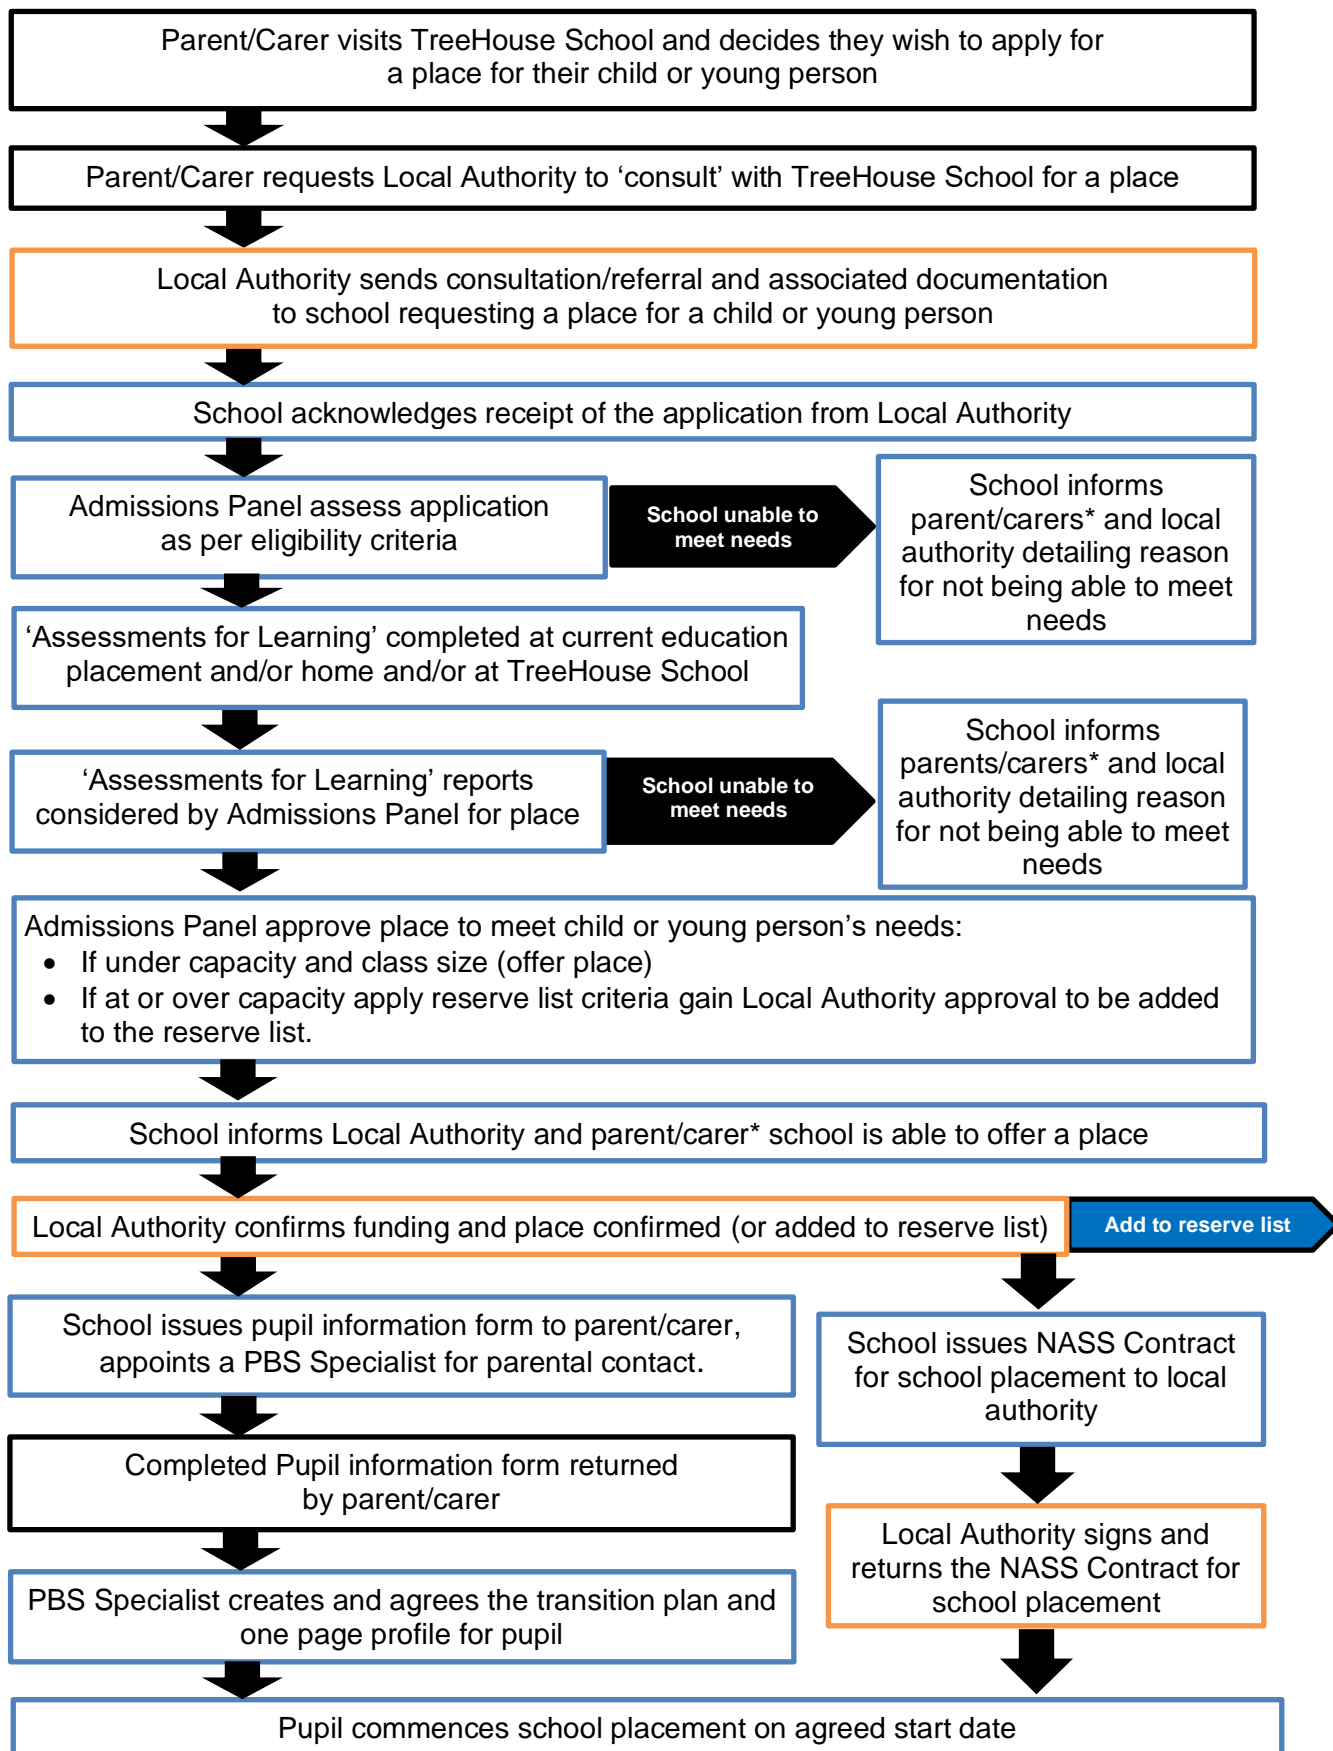 Parent/Carer visits TreeHouse School and decides they wish to apply for
a place for their child or young person
Parent/Carer requests Local Authority to ‘consult’ with TreeHouse School for a place
Local Authority sends consultation/referral and associated documentation
to school requesting a place for a child or young person
School acknowledges receipt of the application from Local Authority
Admissions Panel assess application
as per eligibility criteria
School unable to
meet needs
School informs
parent/carers* and local
authority detailing reason
for not being able to meet
needs
‘Assessments for Learning’ completed at current education
placement and/or home and/or at TreeHouse School
‘Assessments for Learning’ reports
considered by Admissions Panel for place
School unable to
meet needs
School informs
parents/carers* and local
authority detailing reason
for not being able to meet
needs
Admissions Panel approve place to meet child or young person’s needs:
• If under capacity and class size (offer place)
• If at or over capacity apply reserve list criteria gain Local Authority approval to be added
to the reserve list.
School informs Local Authority and parent/carer* school is able to offer a place
Local Authority confirms funding and place confirmed (or added to reserve list)
Add to reserve list
School issues pupil information form to parent/carer,
appoints a PBS Specialist for parental contact.
School issues NASS Contract
for school placement to local
authority
Completed Pupil information form returned
by parent/carer
Local Authority signs and
returns the NASS Contract for
school placement
PBS Specialist creates and agrees the transition plan and
one page profile for pupil
Pupil commences school placement on agreed start date